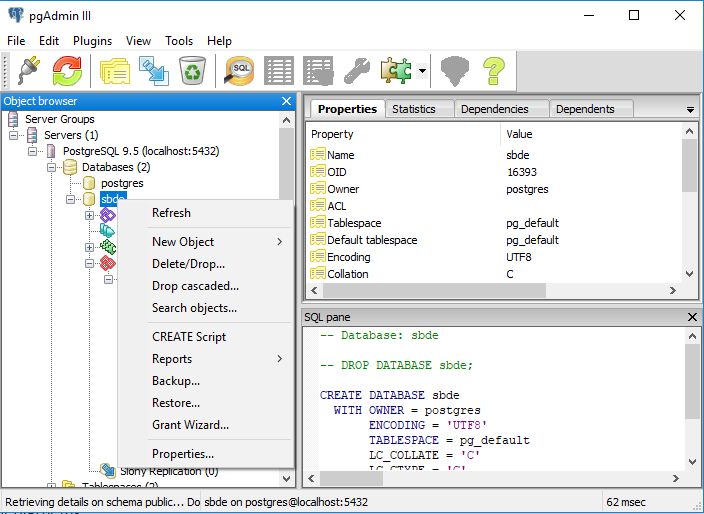 pgAdmin III
File Edit Plugins View Tools Help
SQL
Object browser
Server Groups
Servers (1)
PostgreSQL 9.5 (localhost:5432)
Databases (2)
postgres
sbde
Refresh
New Object
Delete/Drop...
Drop cascaded...
Search objects...
CREATE Script
Reports
Backup...
Restore...
Grant Wizard...
Properties...
Slony Replication (0)
Tablespaces (2)
Properties Statistics Dependencies Dependents
Property Value
Name sbde
OID 16393
Owner postgres
ACL
Tablespace pg_default
Default tablespace pg_default
Encoding UTF8
Collation C
SQL pane
-- Database: sbde
-- DROP DATABASE sbde;
CREATE DATABASE sbde
WITH OWNER = postgres
ENCODING = 'UTF8'
TABLESPACE = pg_default
LC_COLLATE = 'C'
LC_CTYPE = 'C'
Retrieving details on schema public... Do sbde on postgres@localhost:5432 62 msec